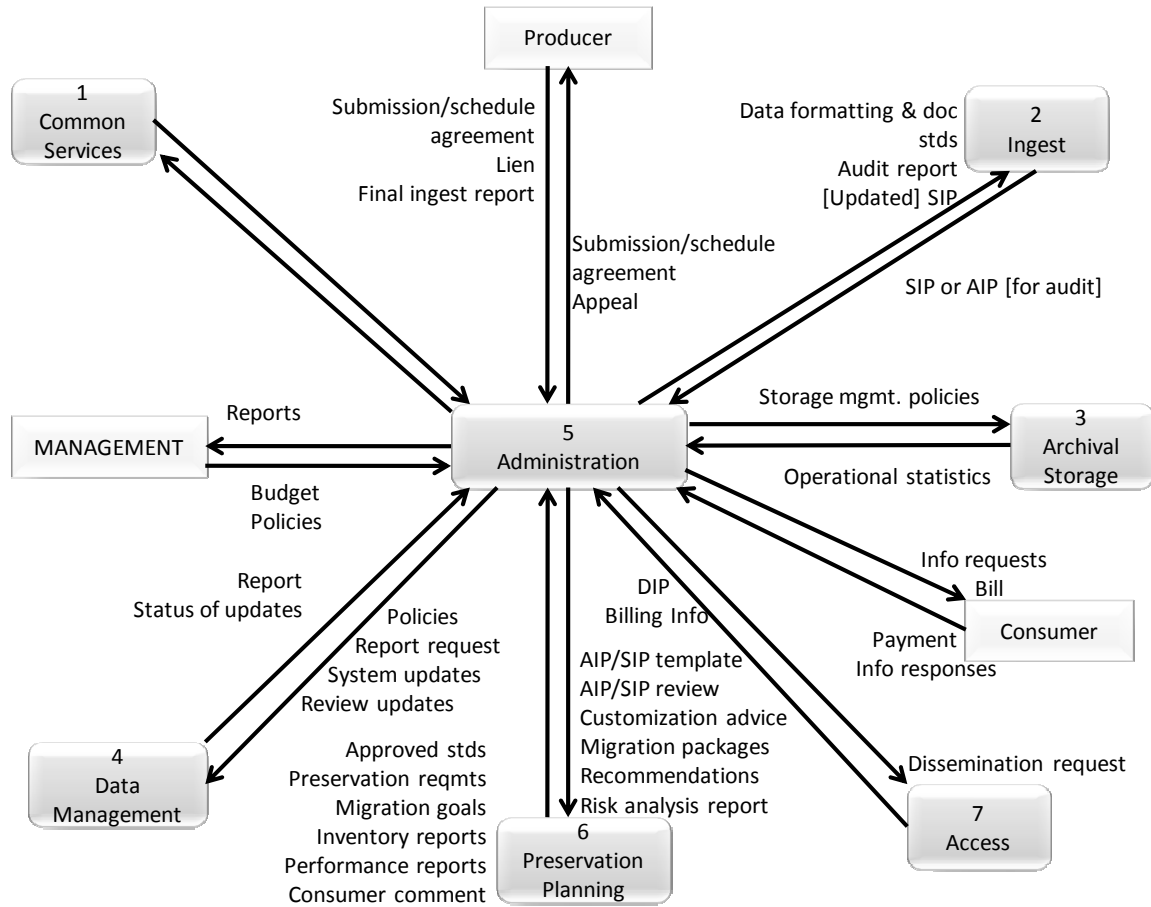 Producer
1
Common
Services
Submission/schedule
agreement
Lien
Final ingest report
Data formatting & doc
stds
Audit report
[Updated] SIP
2
Ingest
Submission/schedule
agreement
Appeal
SIP or AIP [for audit]
Reports
MANAGEMENT
Budget
Policies
5
Administration
Storage mgmt. policies
3
Archival
Storage
Operational statistics
Info requests
Bill
Consumer
Payment
Info responses
Report
Status of updates
Policies
Report request
System updates
Review updates
DIP
Billing Info
AIP/SIP template
AIP/SIP review
Customization advice
Migration packages
Recommendations
Risk analysis report
4
Data
Management
Approved stds
Preservation reqmts
Migration goals
Inventory reports
Performance reports
Consumer comment
6
Preservation
Planning
Dissemination request
7
Access